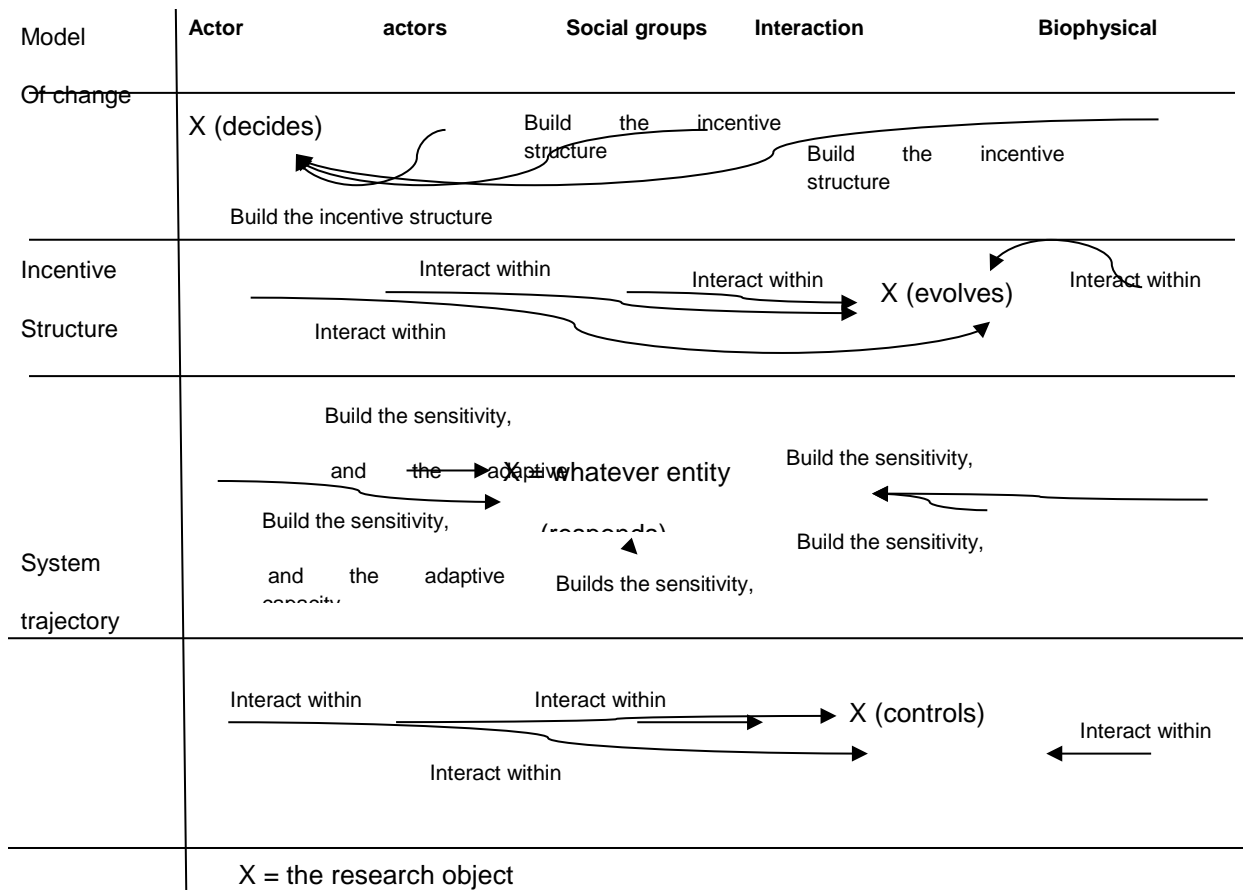 Model
Of change
Actor actors Social groups Interaction Biophysical
X (decides)
Build the incentive
structure
Build the incentive
structure
Build the incentive structure
Incentive
Structure
Interact within
Interact within
X (evolves)
Interact within
Interact within
Build the sensitivity,
and the adaptive
X = whatever entity
(responds)
Build the sensitivity,
Build the sensitivity,
and the adaptive
capacity
Build the sensitivity,
Builds the sensitivity,
System
trajectory
Interact within
Interact within
X (controls)
Interact within
Interact within
X = the research object